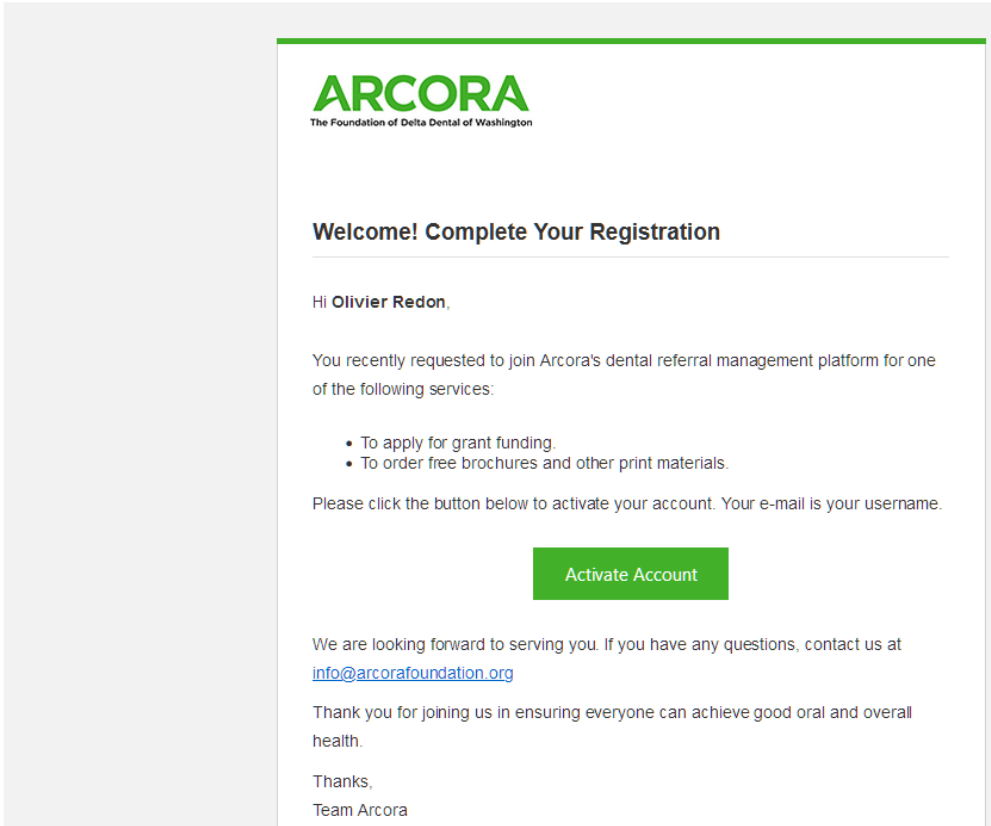 ARCORA
The Foundation of Delta Dental of Washington
Welcome! Complete Your Registration
Hi Olivier Redon,
You recently requested to join Arcora's dental referral management platform for one
of the following services:
• To apply for grant funding.
• To order free brochures and other print materials.
Please click the button below to activate your account. Your e-mail is your username.
Activate Account
We are looking forward to serving you. If you have any questions, contact us at
info@arcorafoundation.org
Thank you for joining us in ensuring everyone can achieve good oral and overall
health.
Thanks,
Team Arcora